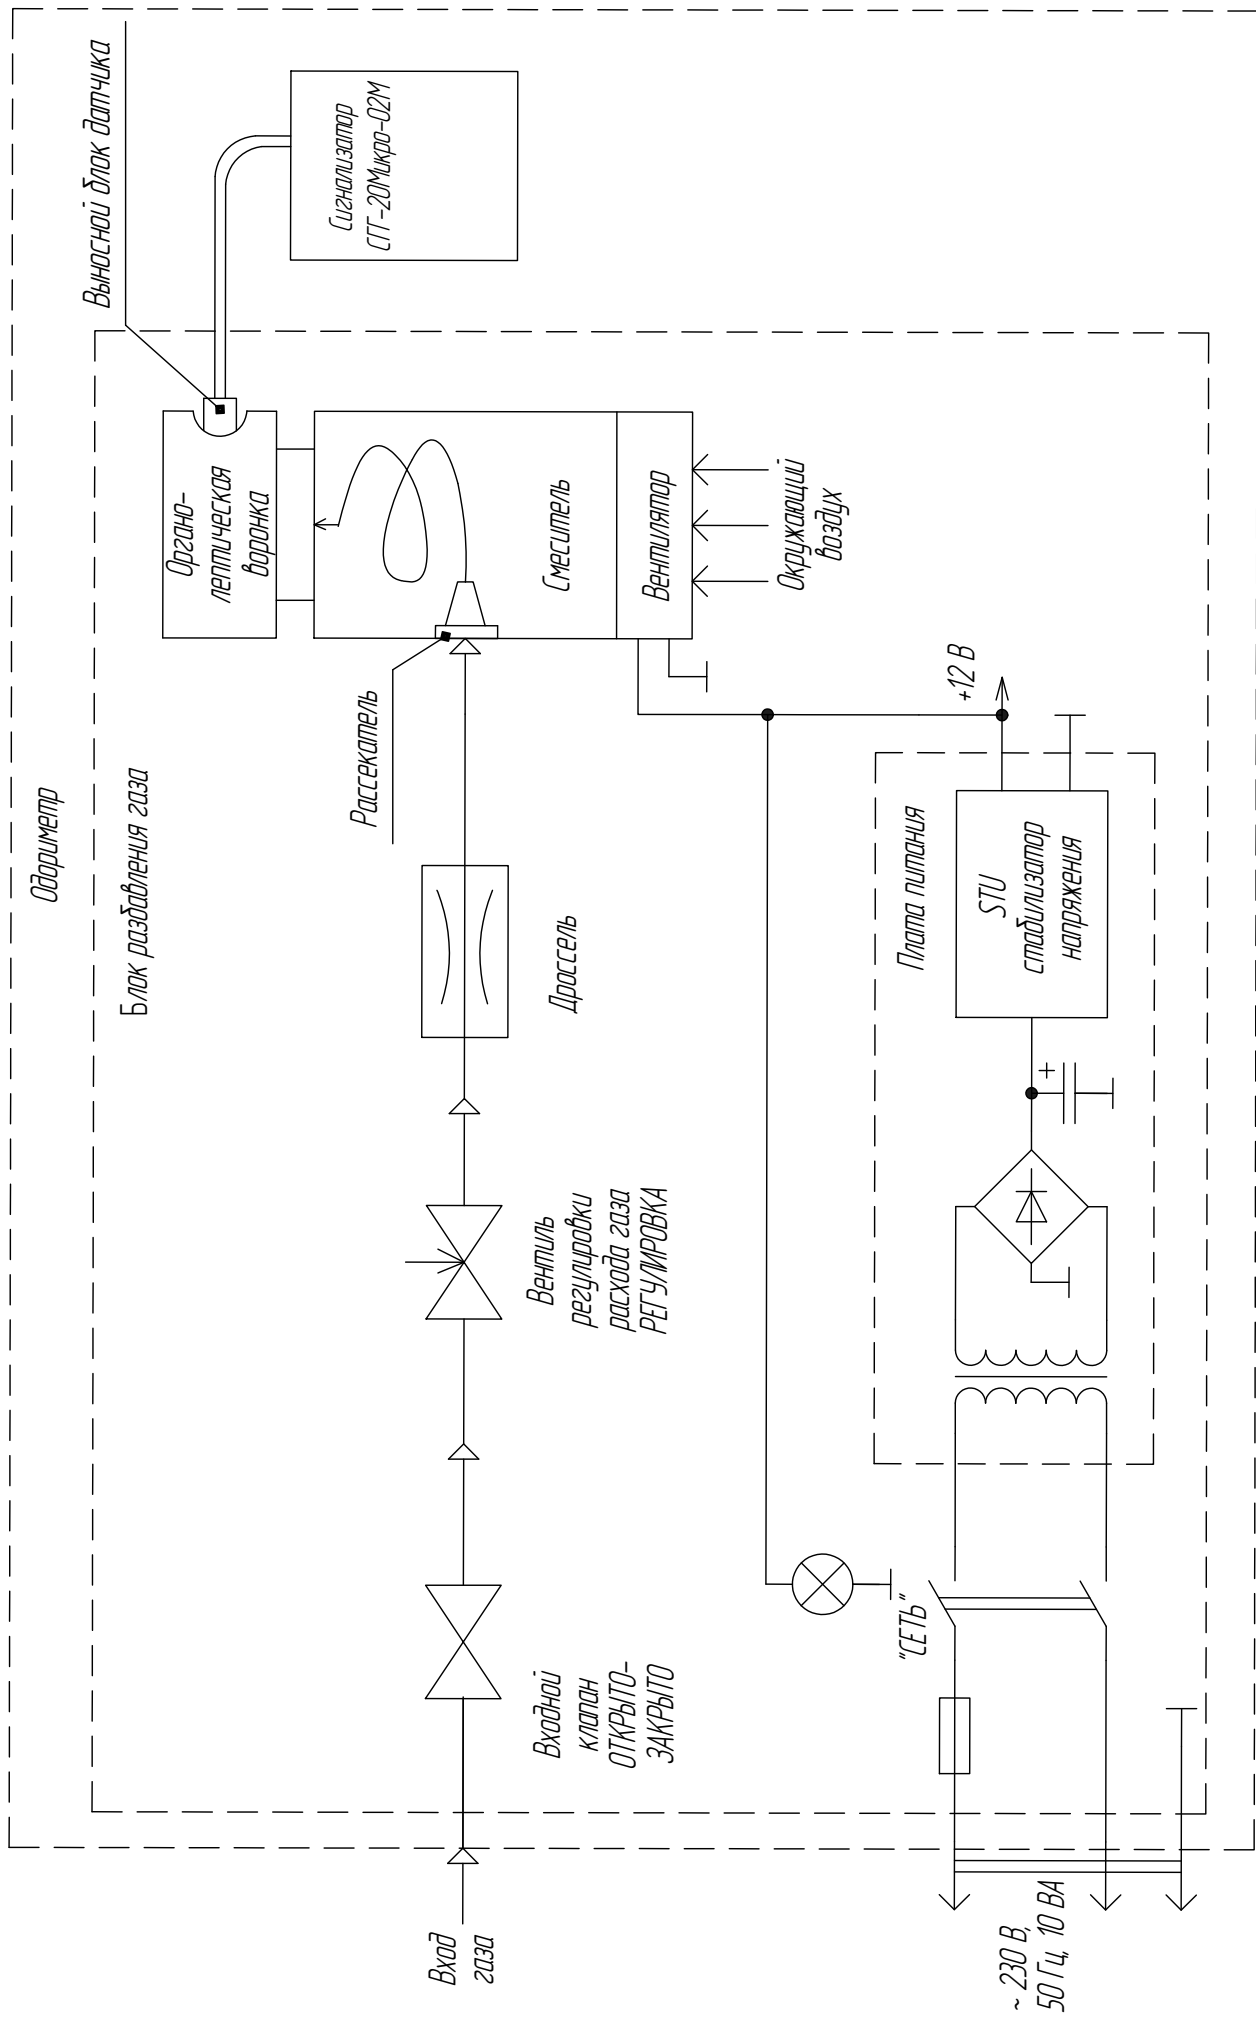 Одориметр
Блок разбавления газа
Выносной блок датчика
Сигнализатор
СГГ-20Микро-02М
Органо-
лептическая
воронка
Смеситель
Вентилятор
Окружающий
воздух
Рассекатель
Дроссель
Вентиль
регулировки
расхода газа
РЕГУЛИРОВКА
Входной
клапан
ОТКРЫТО-
ЗАКРЫТО
Вход
газа
+12 В
Плата питания
STU
стабилизатор
напряжения
+
"СЕТЬ"
~ 230 В,
50 Гц, 10 ВА